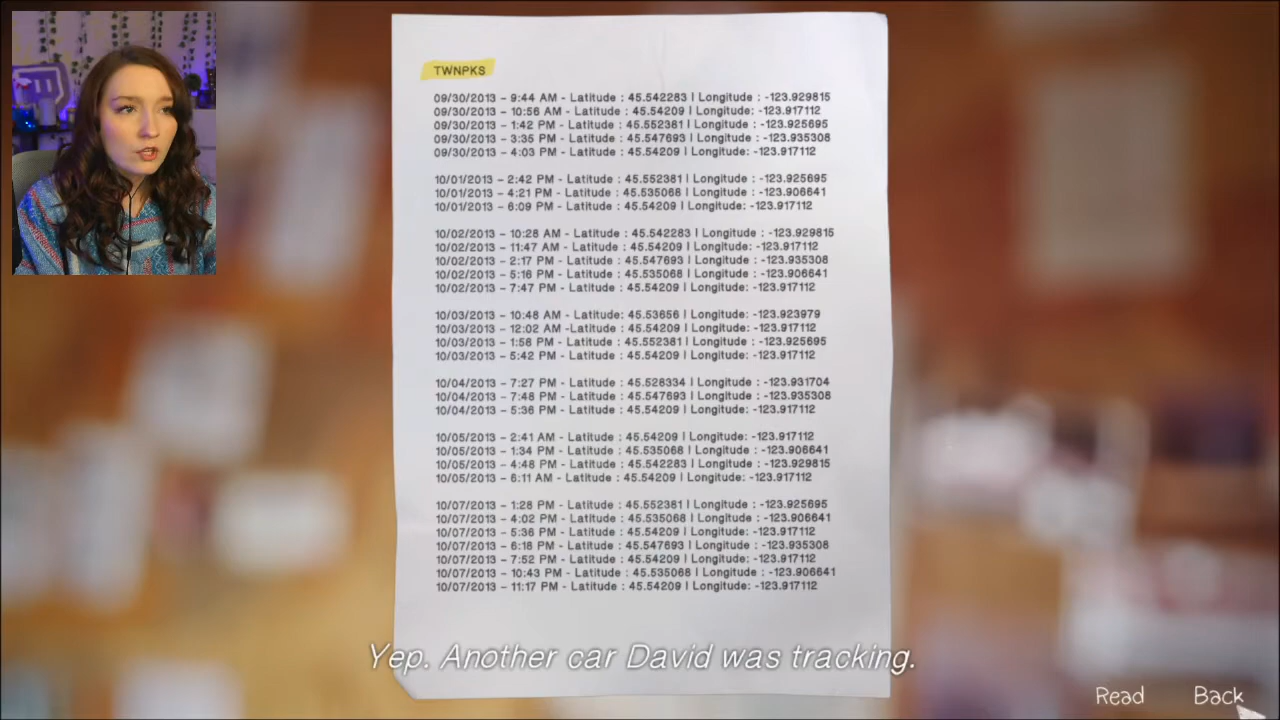 TWNPKS
09/30/2013 – 9:44 AM - Latitude : 45.542283 | Longitude : -123.929815
09/30/2013 – 10:56 AM - Latitude : 45.54209 | Longitude: -123.917112
09/30/2013 – 1:42 PM - Latitude : 45.552381 | Longitude : -123.925695
09/30/2013 – 3:35 PM - Latitude : 45.547693 | Longitude : -123.935308
09/30/2013 – 4:03 PM - Latitude : 45.54209 | Longitude: -123.917112
10/01/2013 – 2:42 PM - Latitude : 45.552381 | Longitude : -123.925695
10/01/2013 – 4:21 PM - Latitude : 45.535068 | Longitude : -123.906641
10/01/2013 – 6:09 PM - Latitude : 45.54209 | Longitude: -123.917112
10/02/2013 – 10:28 AM - Latitude : 45.542283 | Longitude : -123.929815
10/02/2013 – 11:47 AM - Latitude : 45.54209 | Longitude: -123.917112
10/02/2013 – 2:17 PM - Latitude : 45.547693 | Longitude : -123.935308
10/02/2013 – 5:16 PM - Latitude : 45.535068 | Longitude : -123.906641
10/02/2013 – 7:47 PM - Latitude : 45.54209 | Longitude: -123.917112
10/03/2013 – 10:48 AM - Latitude: 45.53656 | Longitude: -123.923979
10/03/2013 – 12:02 AM -Latitude : 45.54209 | Longitude: -123.917112
10/03/2013 – 1:58 PM - Latitude : 45.552381 | Longitude : -123.925695
10/03/2013 – 5:42 PM - Latitude : 45.54209 | Longitude: -123.917112
10/04/2013 – 7:27 PM - Latitude : 45.528334 | Longitude : -123.931704
10/04/2013 – 7:48 PM - Latitude : 45.547693 | Longitude : -123.935308
10/04/2013 – 5:36 PM - Latitude : 45.54209 | Longitude: -123.917112
10/05/2013 – 2:41 AM - Latitude : 45.54209 | Longitude: -123.917112
10/05/2013 – 1:34 PM - Latitude : 45.535068 | Longitude : -123.906641
10/05/2013 – 4:48 PM - Latitude : 45.542283 | Longitude : -123.929815
10/05/2013 – 6:11 AM - Latitude : 45.54209 | Longitude: -123.917112
10/07/2013 – 1:28 PM - Latitude : 45.552381 | Longitude : -123.925695
10/07/2013 – 4:02 PM - Latitude : 45.535068 | Longitude : -123.906641
10/07/2013 – 5:36 PM - Latitude : 45.54209 | Longitude: -123.917112
10/07/2013 – 6:18 PM - Latitude : 45.547693 | Longitude : -123.935308
10/07/2013 – 7:52 PM - Latitude : 45.54209 | Longitude: -123.917112
10/07/2013 – 10:43 PM - Latitude : 45.535068 | Longitude : -123.906641
10/07/2013 – 11:17 PM - Latitude : 45.54209 | Longitude: -123.917112
Yep. Another car David was tracking.
Read Back